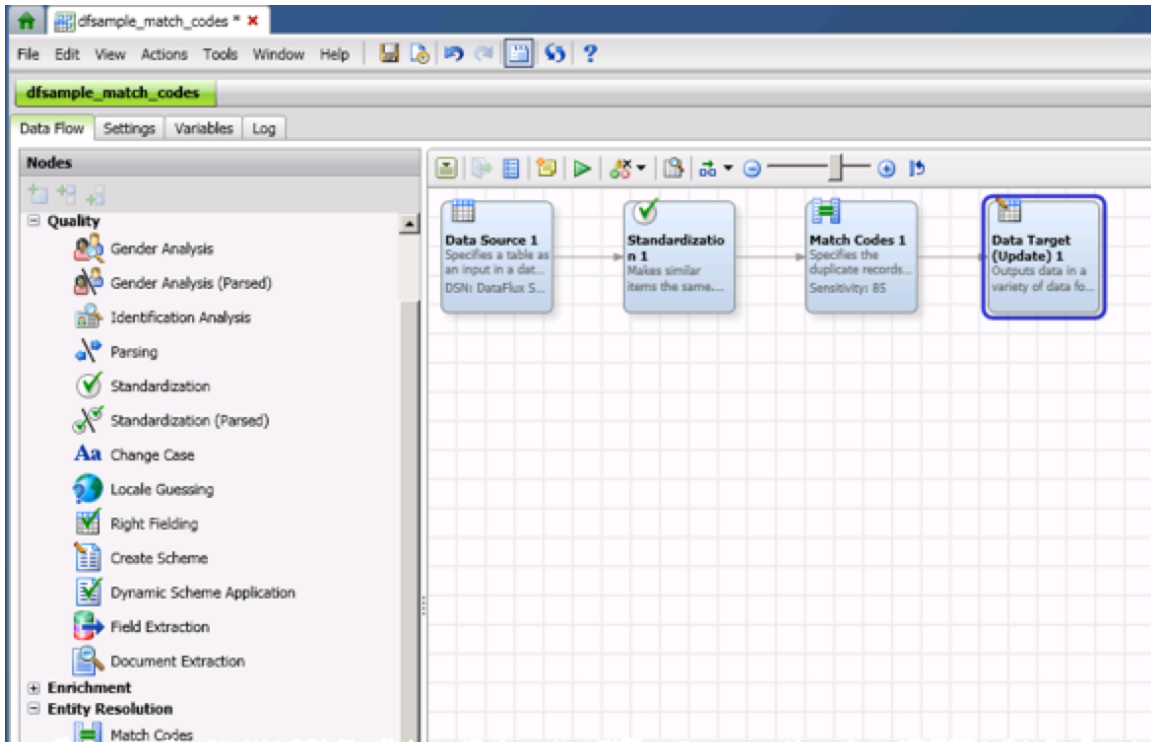 dfsample_match_codes *
File Edit View Actions Tools Window Help
dfsample_match_codes
Data Flow Settings Variables Log
Nodes
Quality
Gender Analysis
Gender Analysis (Parsed)
Identification Analysis
Parsing
Standardization
Standardization (Parsed)
Aa Change Case
Locale Guessing
Right Fielding
Create Scheme
Dynamic Scheme Application
Field Extraction
Document Extraction
Enrichment
Entity Resolution
Match Codes
Data Source 1
Specifies a table as
an input in a dat...
DSN: DataFlux S...
Standardizatio
n 1
Makes similar
items the same....
Match Codes 1
Specifies the
duplicate records...
Sensitivity: 85
Data Target
(Update) 1
Outputs data in a
variety of data fo...